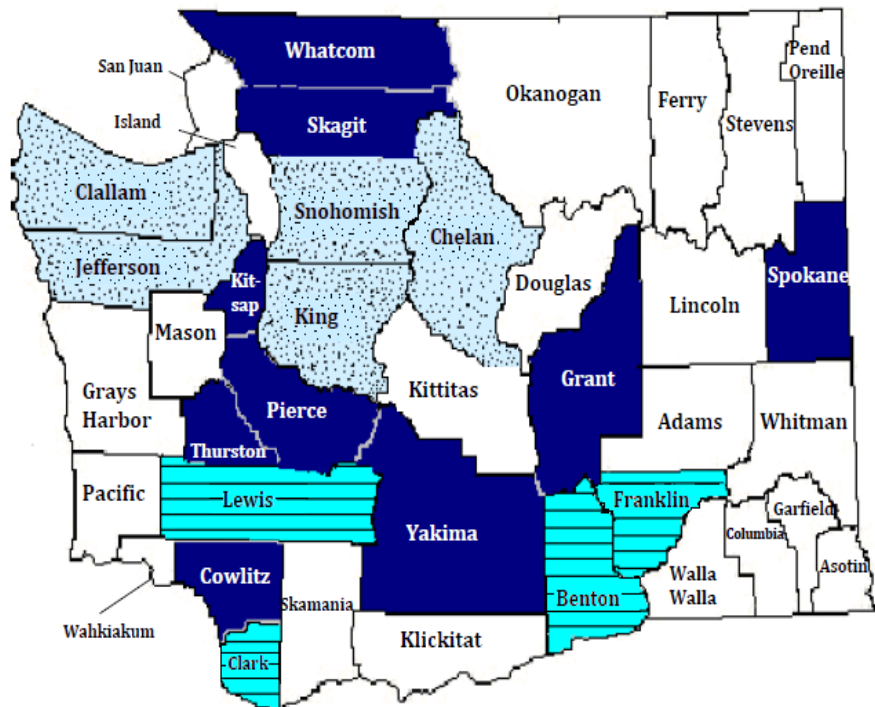 Whatcom
San Juan
Pend
Oreille
Okanogan
Ferry
Island
Skagit
Stevens
Clallam
Snohomish
Chelan
Jefferson
Kit-
sap
Douglas
Spokane
King
Lincoln
Mason
Grant
Kittitas
Grays
Harbor
Pierce
Adams
Whitman
Thurston
Pacific
Lewis
Franklin
Garfield
Yakima
Columbia
Cowlitz
Asotin
Walla
Walla
Skamania
Benton
Wahkiakum
Klickitat
Clark